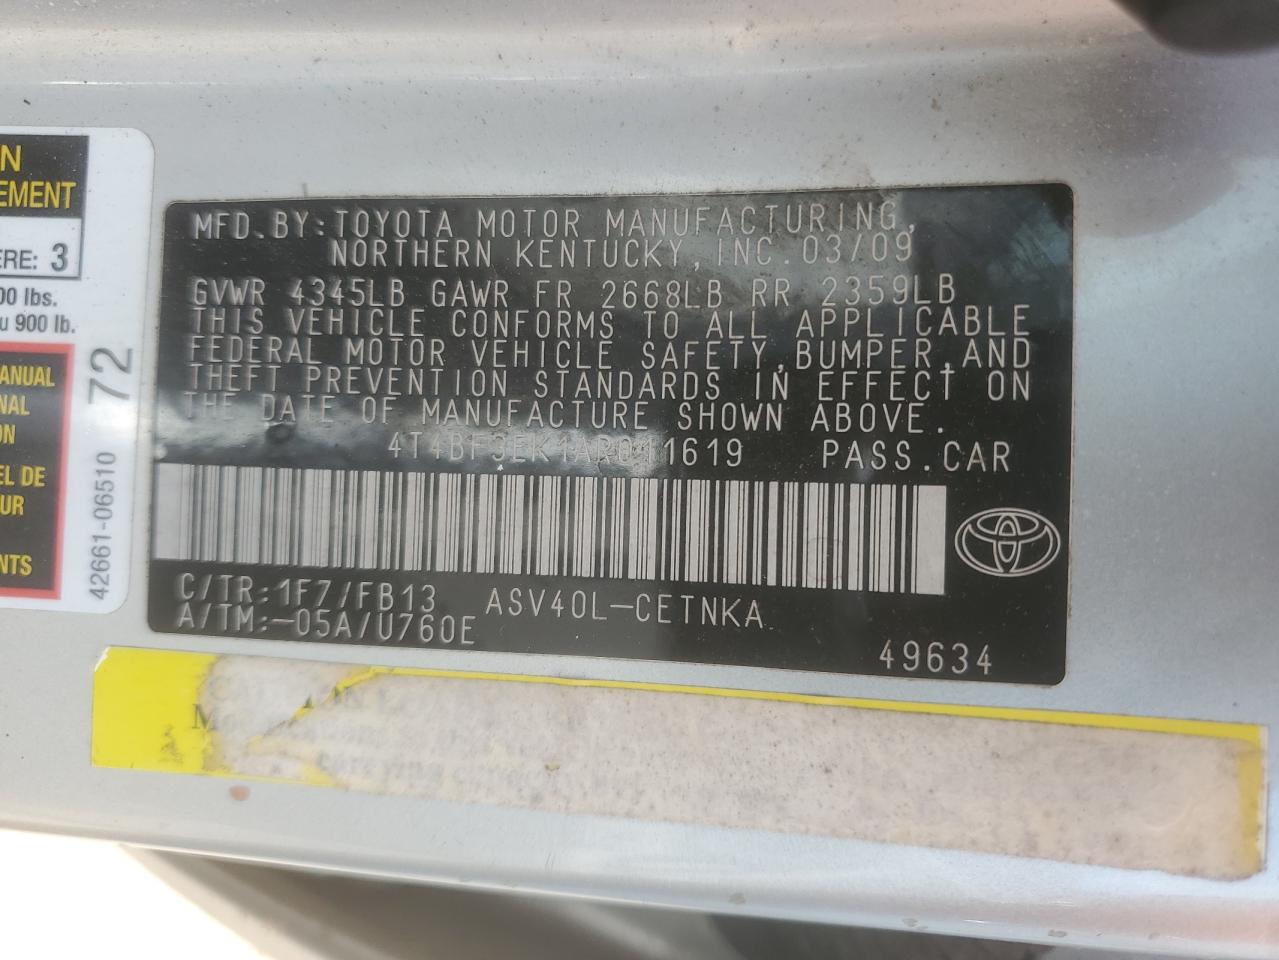 N
EMENT
ERE: 3
00 lbs.
u 900 lb.
MANUAL
NAL
ON
EL DE
UR
NTS
42661-06510 72
MFD.BY:TOYOTA MOTOR MANUFACTURING,
NORTHERN KENTUCKY,INC.03/09
GVWR 4345LB GAWR FR 2668LB RR 2359LB
THIS VEHICLE CONFORMS TO ALL APPLICABLE
FEDERAL MOTOR VEHICLE SAFETY,BUMPER,AND
THEFT PREVENTION STANDARDS IN EFFECT ON
THE DATE OF MANUFACTURE SHOWN ABOVE.
4T4BF3EK1AR011619 PASS.CAR
C/TR:1F7/FB13 ASV40L-CETNKA
A/TM:-05A/U760E
49634
carrying